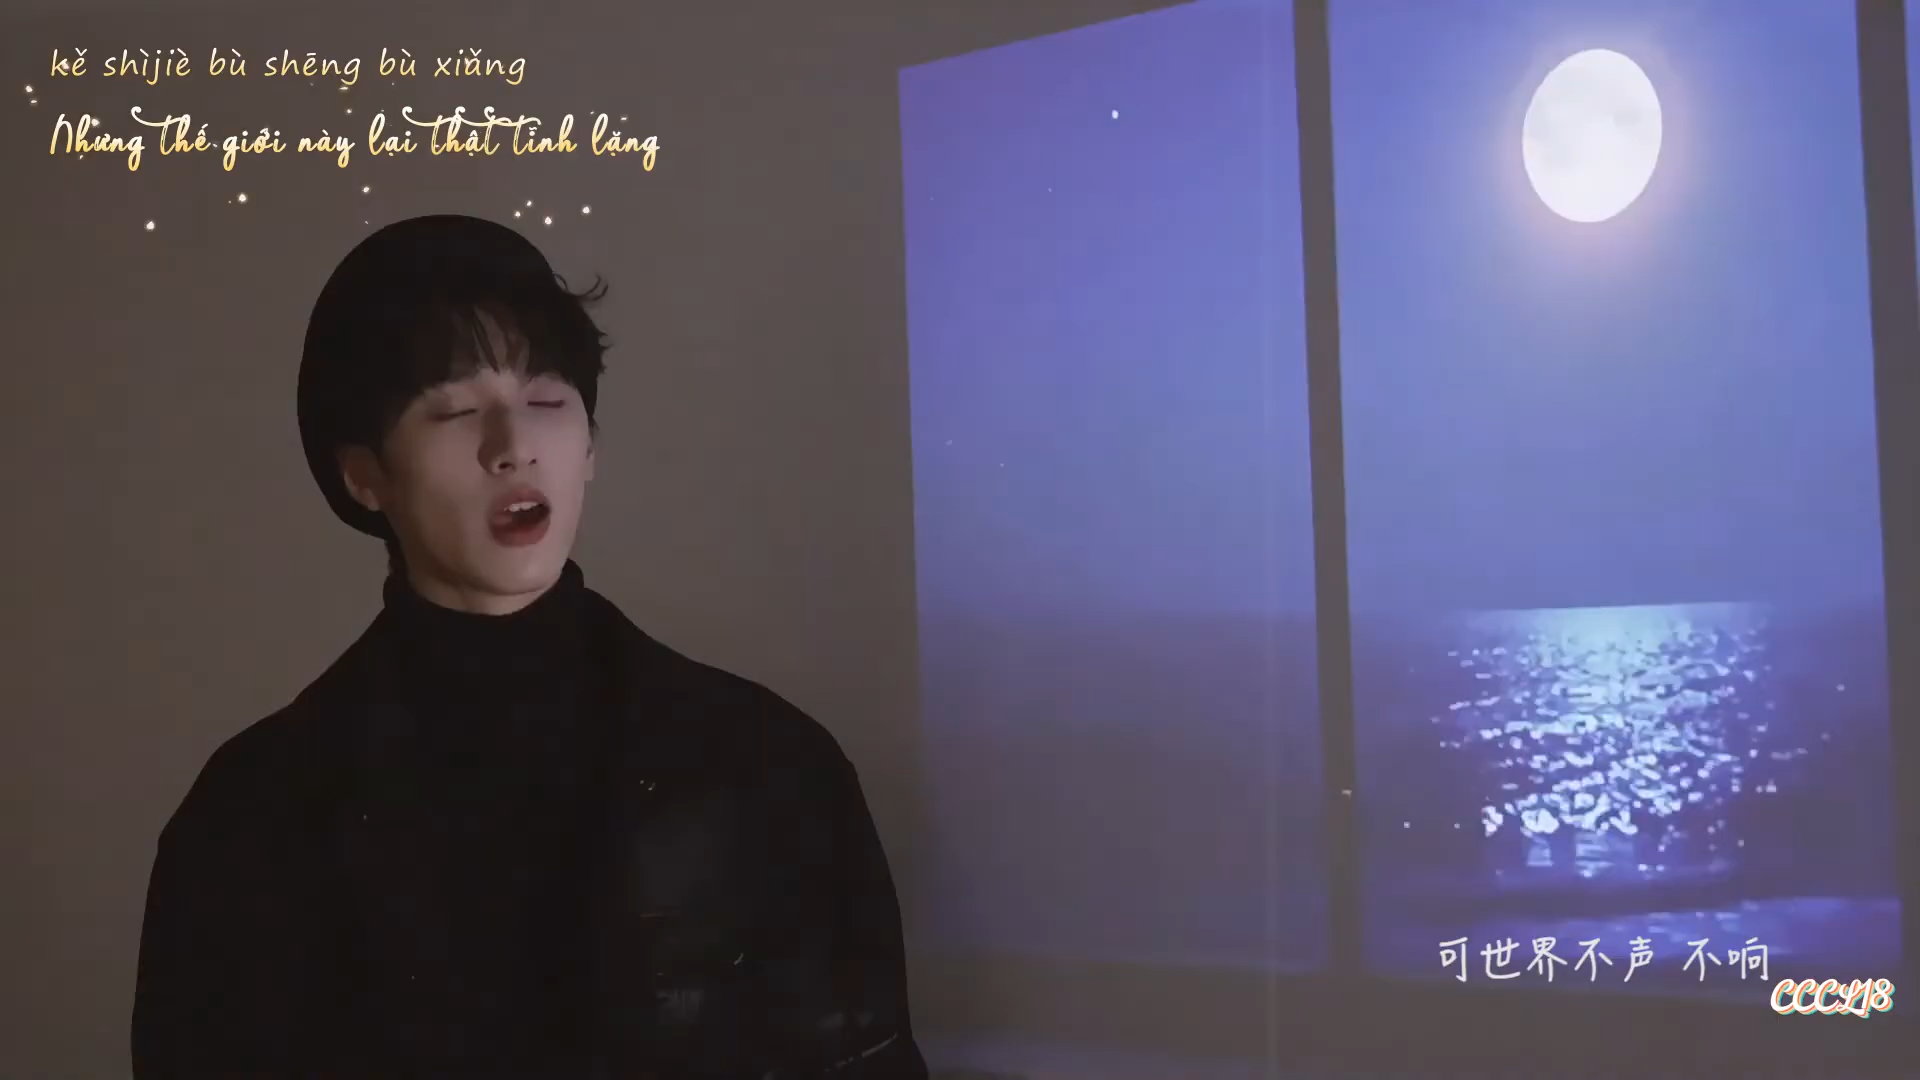 kě shìjiè bù shēng bù xiǎng
Nhưng thế giới này lại thật tĩnh lặng
可世界不声 不响
CCCL18